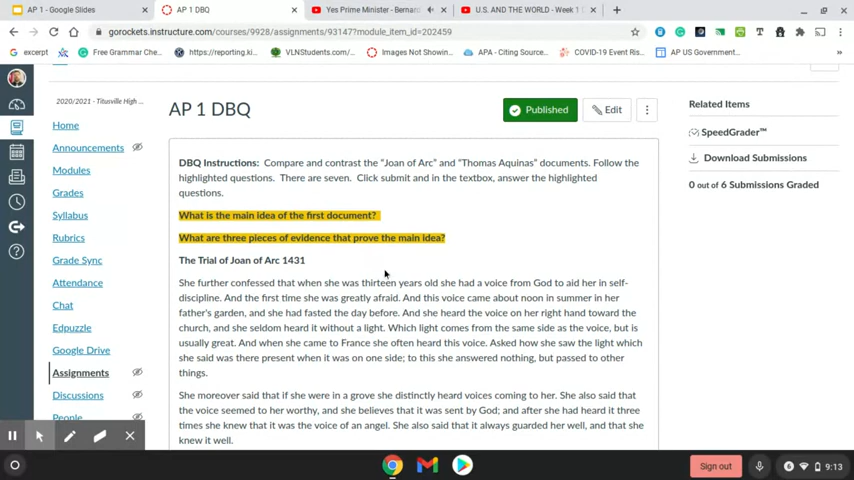 AP 1 - Google Slides
AP 1 DBQ
Yes Prime Minister - Bernard
U.S. AND THE WORLD - Week 1
gorockets.instructure.com/courses/9928/assignments/93147?module_item_id=202459
excerpt
Free Grammar Chec...
https://reporting.ki...
VLNStudents.com/...
Images Not Showin...
APA - Citing Source...
COVID-19 Event Ris...
AP US Government...
2020/2021 - Titusville High ...
Home
Announcements
Modules
Grades
Syllabus
Rubrics
Grade Sync
Attendance
Chat
Edpuzzle
Google Drive
Assignments
Discussions
People
AP 1 DBQ
Published
Edit
DBQ Instructions: Compare and contrast the "Joan of Arc" and "Thomas Aquinas" documents. Follow the
highlighted questions. There are seven. Click submit and in the textbox, answer the highlighted
questions.
What is the main idea of the first document?
What are three pieces of evidence that prove the main idea?
The Trial of Joan of Arc 1431
She further confessed that when she was thirteen years old she had a voice from God to aid her in self-
discipline. And the first time she was greatly afraid. And this voice came about noon in summer in her
father's garden, and she had fasted the day before. And she heard the voice on her right hand toward the
church, and she seldom heard it without a light. Which light comes from the same side as the voice, but is
usually great. And when she came to France she often heard this voice. Asked how she saw the light which
she said was there present when it was on one side; to this she answered nothing, but passed to other
things.
She moreover said that if she were in a grove she distinctly heard voices coming to her. She also said that
the voice seemed to her worthy, and she believes that it was sent by God; and after she had heard it three
times she knew that it was the voice of an angel. She also said that it always guarded her well, and that she
knew it well.
Related Items
SpeedGrader™
Download Submissions
0 out of 6 Submissions Graded
Sign out
6
9:13